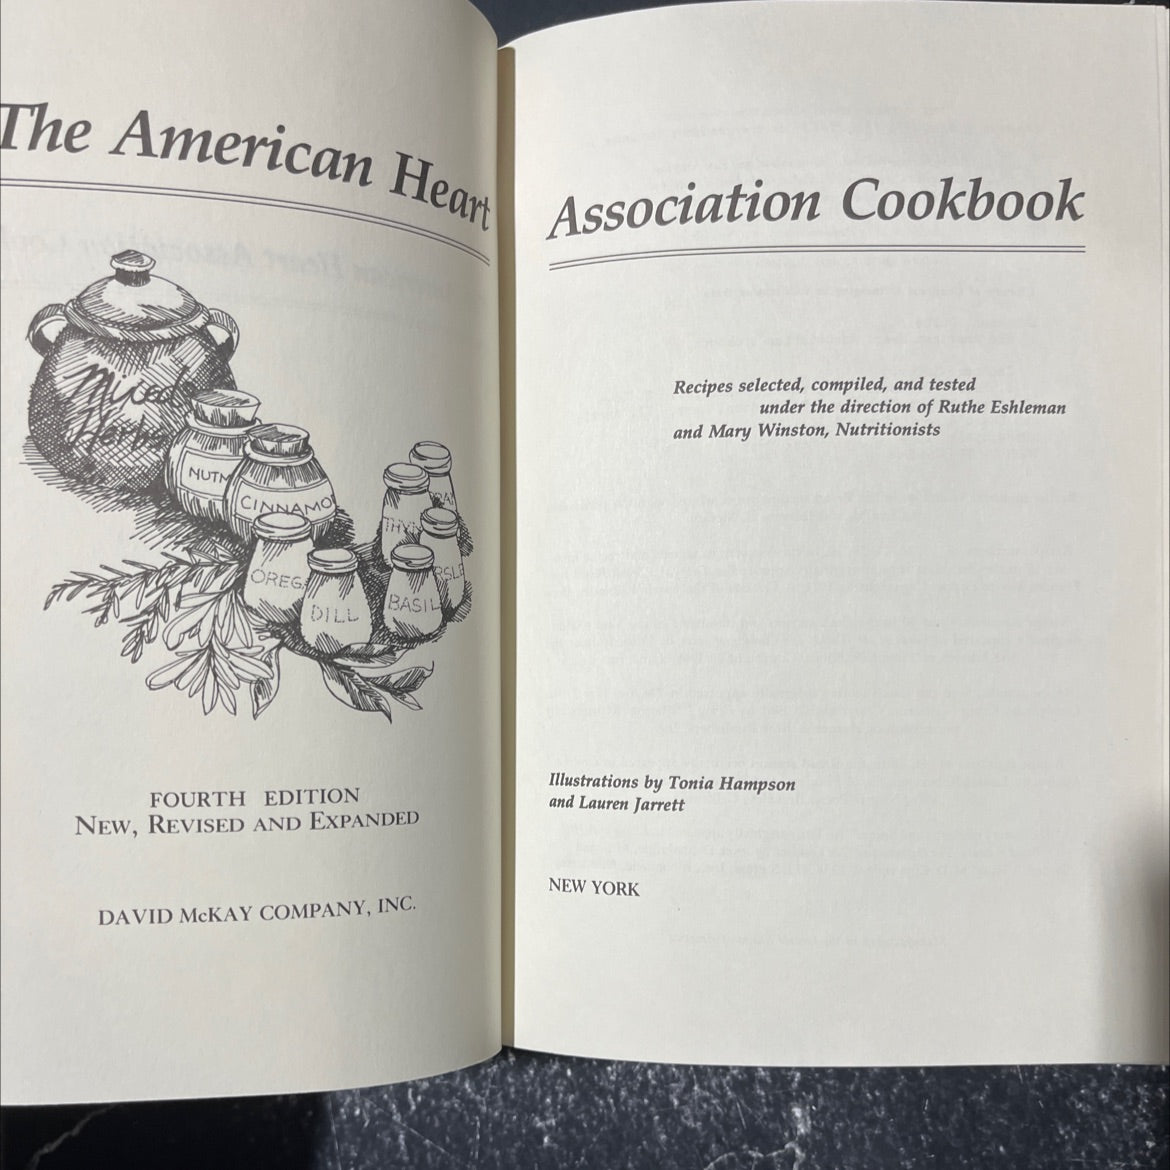 The American Heart
Mixed
Herbs
NUTM
CINNAMO
OREG
DILL
THY
BASIL
RSLE
FOURTH EDITION
NEW, REVISED AND EXPANDED
DAVID McKAY COMPANY, INC.
Association Cookbook
Recipes selected, compiled, and tested
under the direction of Ruthe Eshleman
and Mary Winston, Nutritionists
Illustrations by Tonia Hampson
and Lauren Jarrett
NEW YORK